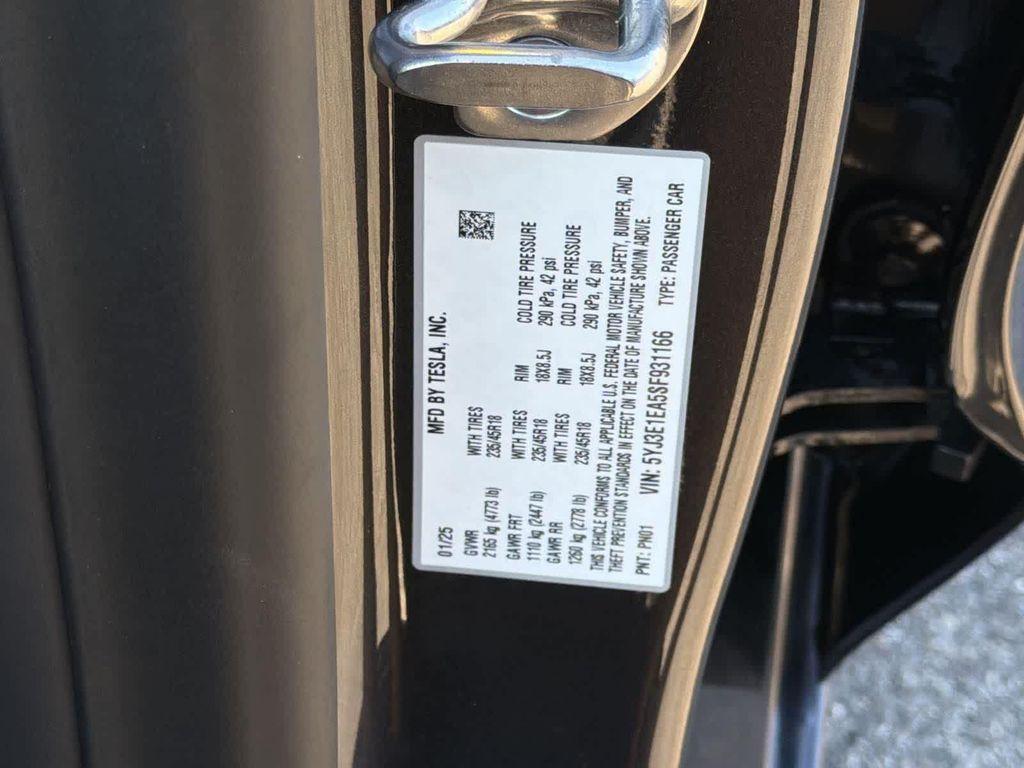 MFD BY TESLA, INC.
01/25
GVWR WITH TIRES
2165 kg (4773 lb) 235/45R18
GAWR FRT WITH TIRES RIM COLD TIRE PRESSURE
1110 kg (2447 lb) 235/45R18 18X8.5J 290 kPa, 42 psi
GAWR RR WITH TIRES RIM COLD TIRE PRESSURE
1260 kg (2778 lb) 235/45R18 18X8.5J 290 kPa, 42 psi
THIS VEHICLE CONFORMS TO ALL APPLICABLE U.S. FEDERAL MOTOR VEHICLE SAFETY, BUMPER, AND
THEFT PREVENTION STANDARDS IN EFFECT ON THE DATE OF MANUFACTURE SHOWN ABOVE.
PNT: PN01 VIN: 5YJ3E1EA5SF931166 TYPE: PASSENGER CAR